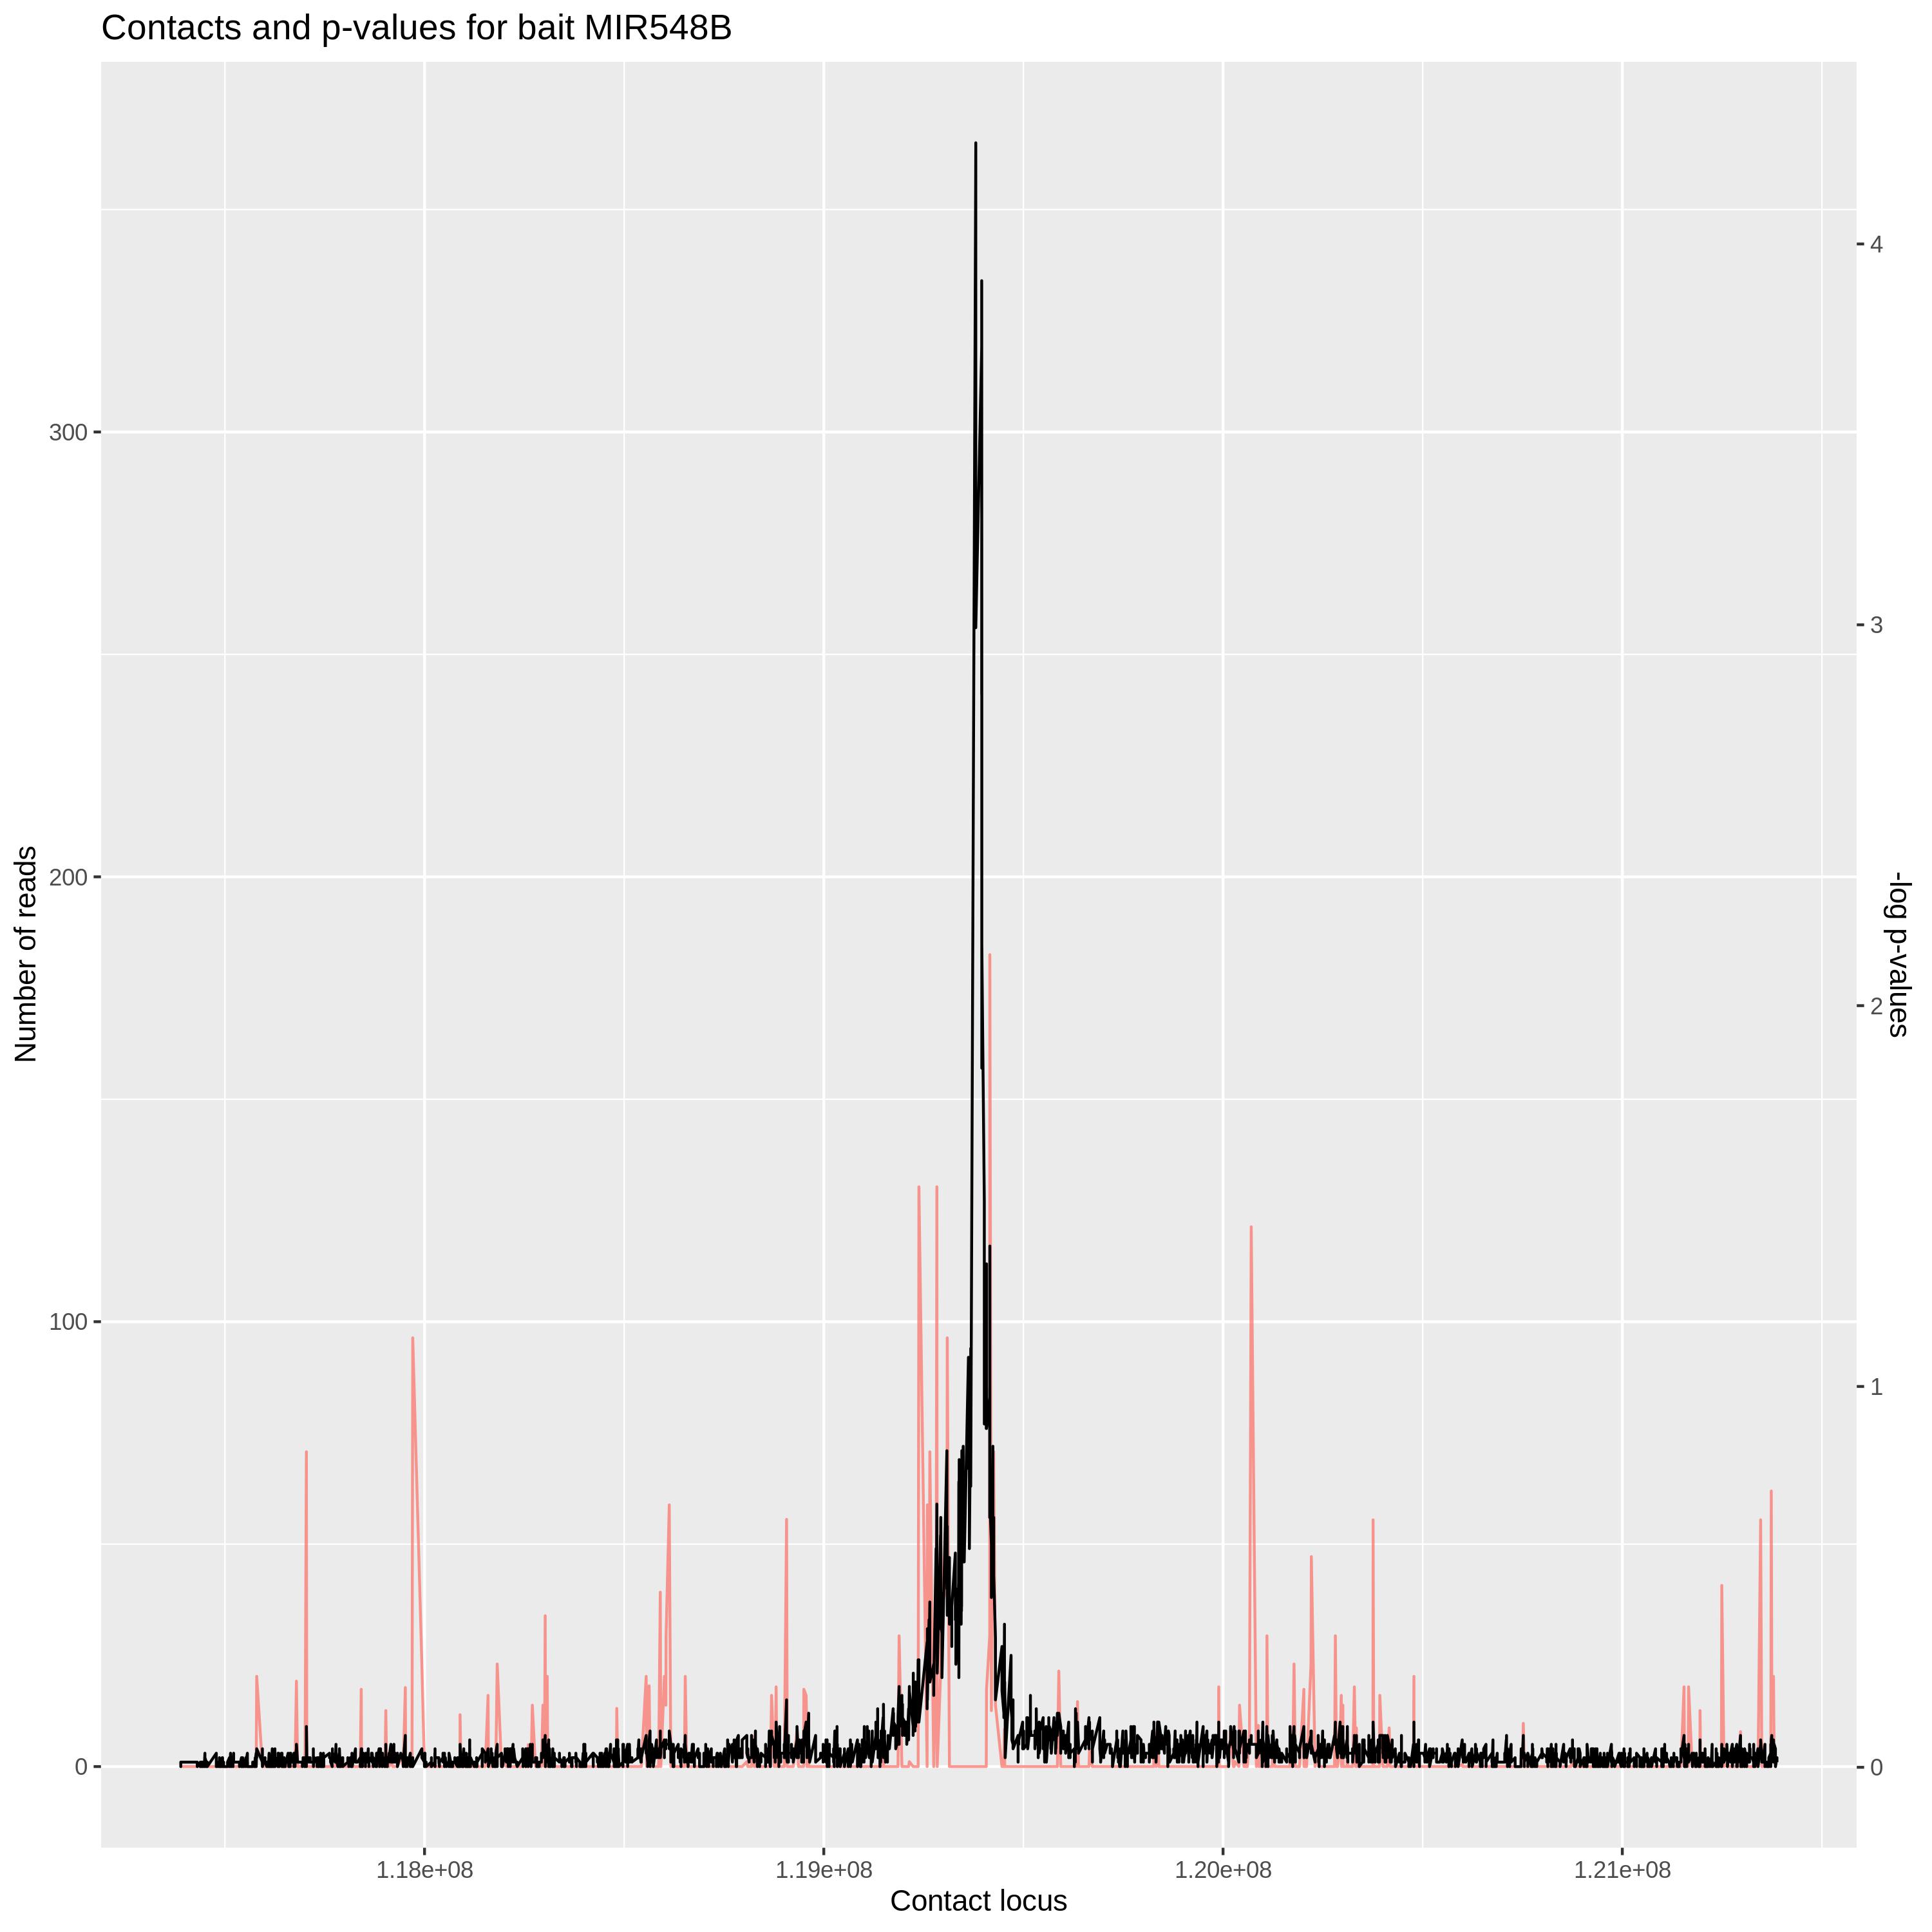 Contacts and p-values for bait MIR548B
Number of reads
300
200
100
0
4
3
2
1
0
-log p-values
1.18e+08
1.19e+08
1.20e+08
1.21e+08
Contact locus